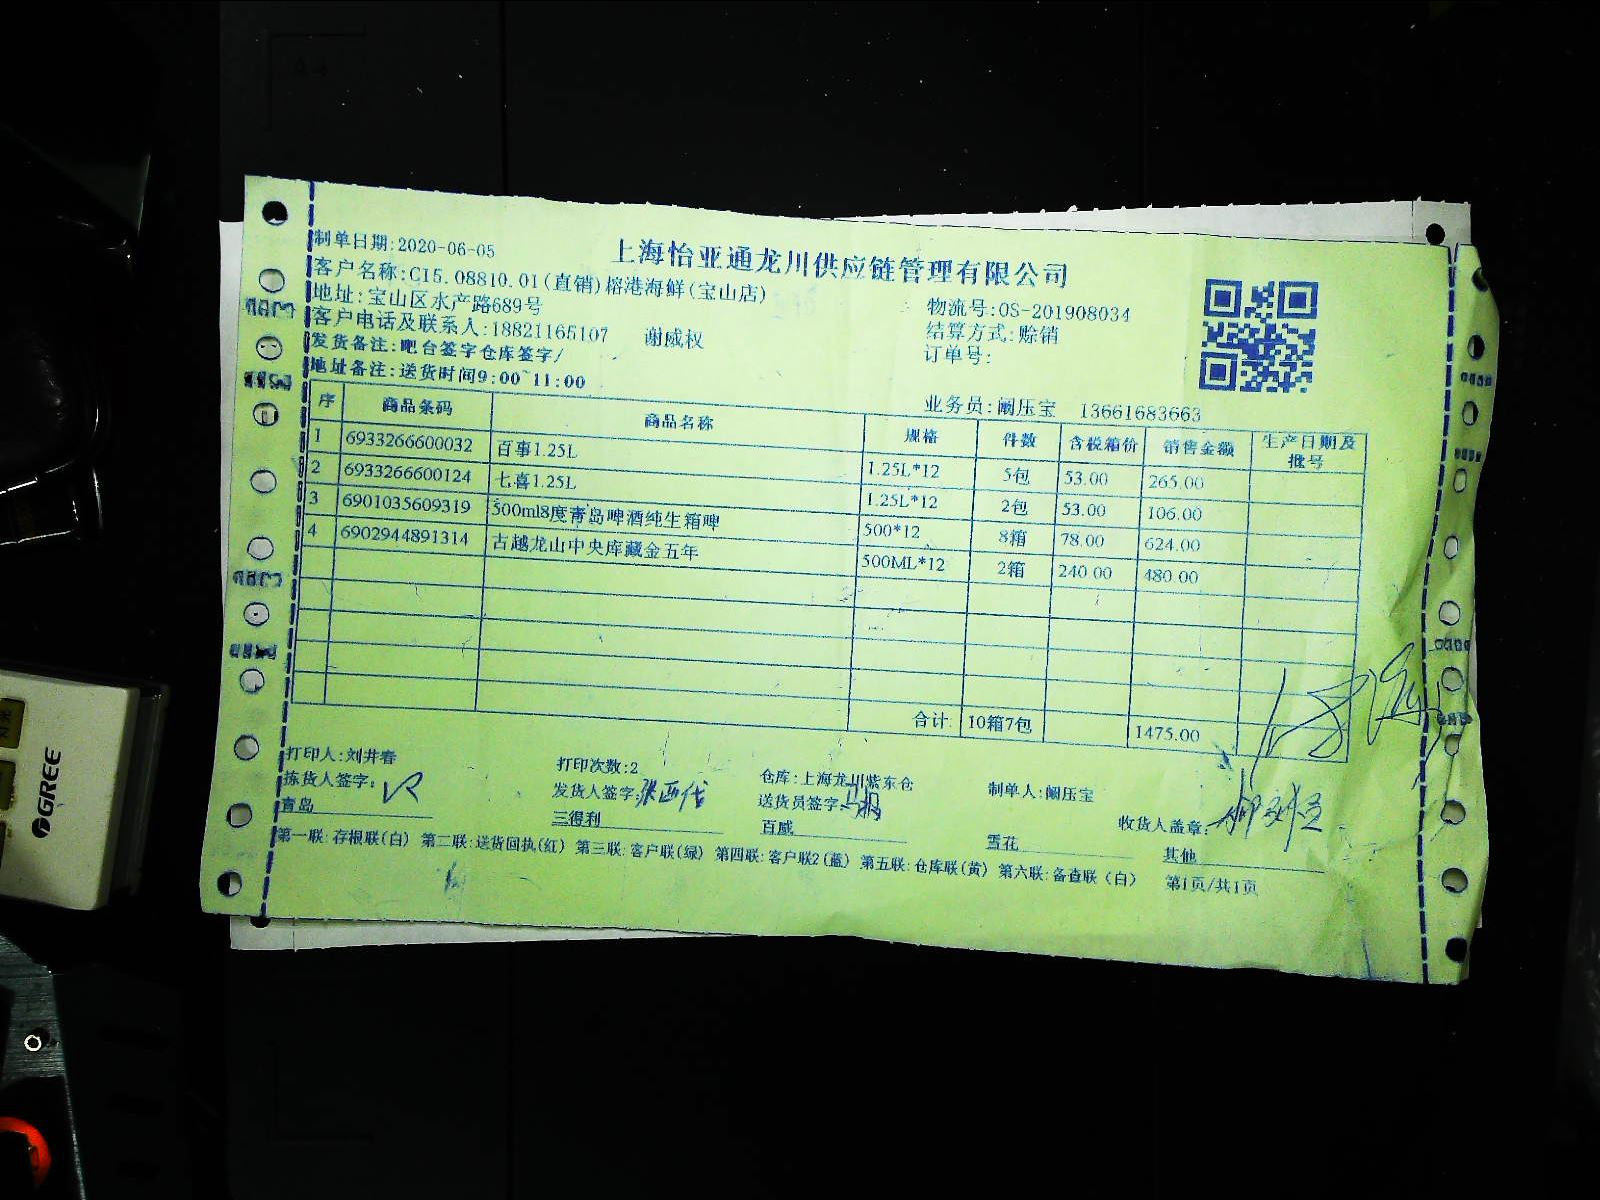 上海怡亚通龙川供应链管理有限公司
制单日期:2020-06-05
客户名称:C15.08810.01(直销)榕港海鲜(宝山店)
地址:宝山区水产路689号
物流号:OS-201908034
客户电话及联系人:18821165107 谢威权
结算方式:赊销
发货备注:吧台签字仓库签字/
订单号:
地址备注:送货时间9:00~11:00
业务员:阚压宝 13661683663
序 商品条码 商品名称 规格 件数 含税箱价 销售金额 生产日期及批号
1 6933266600032 百事1.25L 1.25L*12 5包 53.00 265.00
2 6933266600124 七喜1.25L 1.25L*12 2包 53.00 106.00
3 6901035609319 500ml8度青岛啤酒纯生箱啤 500*12 8箱 78.00 624.00
4 6902944891314 古越龙山中央库藏金五年 500ML*12 2箱 240.00 480.00
合计: 10箱7包 1475.00
打印人:刘井春 打印次数:2 仓库:上海龙川紫东仓 制单人:阚压宝
拣货人签字: 发货人签字: 送货员签字: 收货人盖章:
青岛 三得利 百威 雪花 其他
第一联:存根联(白) 第二联:送货回执(红) 第三联:客户联(绿) 第四联:客户联2(蓝) 第五联:仓库联(黄) 第六联:备查联(白) 第1页/共1页
GREE